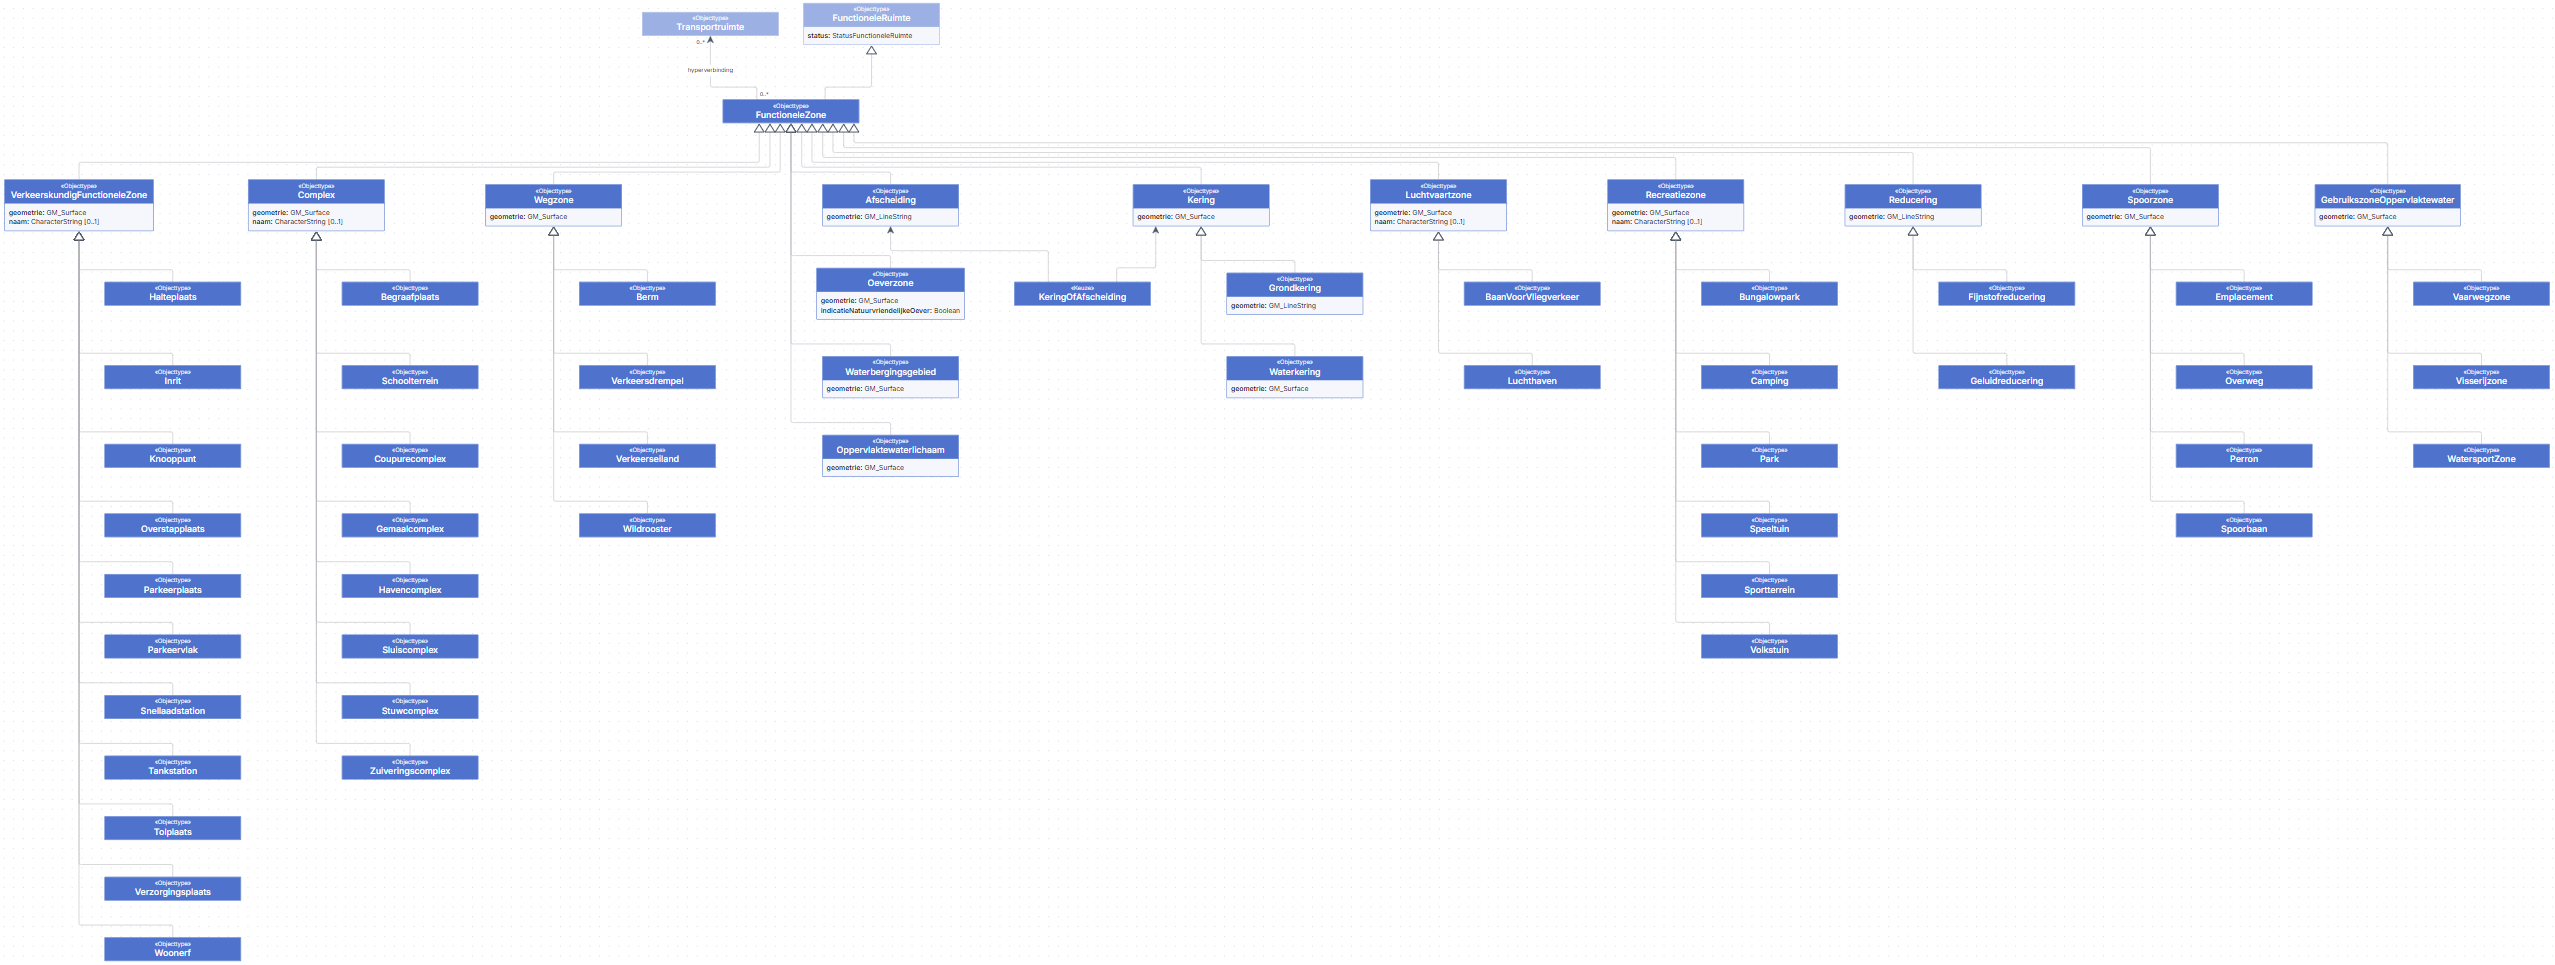 «Objecttype»
Transportruimte
«Objecttype»
FunctioneleRuimte
status: StatusFunctioneleRuimte
0..*
hyperverbinding
0..*
«Objecttype»
FunctioneleZone
«Objecttype»
VerkeerskundigFunctioneleZone
geometrie: GM_Surface
naam: CharacterString [0..1]
«Objecttype»
Complex
geometrie: GM_Surface
naam: CharacterString [0..1]
«Objecttype»
Wegzone
geometrie: GM_Surface
«Objecttype»
Afscheiding
geometrie: GM_LineString
«Objecttype»
Kering
geometrie: GM_Surface
«Objecttype»
Luchtvaartzone
geometrie: GM_Surface
naam: CharacterString [0..1]
«Objecttype»
Recreatiezone
geometrie: GM_Surface
naam: CharacterString [0..1]
«Objecttype»
Reducering
geometrie: GM_LineString
«Objecttype»
Spoorzone
geometrie: GM_Surface
«Objecttype»
GebruikszoneOppervlaktewater
geometrie: GM_Surface
«Objecttype»
Halteplaats
«Objecttype»
Begraafplaats
«Objecttype»
Berm
«Objecttype»
Oeverzone
geometrie: GM_Surface
indicatieNatuurvriendelijkeOever: Boolean
«Keuze»
KeringOfAfscheiding
«Objecttype»
Grondkering
geometrie: GM_LineString
«Objecttype»
BaanVoorVliegverkeer
«Objecttype»
Bungalowpark
«Objecttype»
Fijnstofreducering
«Objecttype»
Emplacement
«Objecttype»
Vaarwegzone
«Objecttype»
Inrit
«Objecttype»
Schoolterrein
«Objecttype»
Verkeersdrempel
«Objecttype»
Waterbergingsgebied
geometrie: GM_Surface
«Objecttype»
Waterkering
geometrie: GM_Surface
«Objecttype»
Luchthaven
«Objecttype»
Camping
«Objecttype»
Geluidreducering
«Objecttype»
Overweg
«Objecttype»
Visserijzone
«Objecttype»
Knooppunt
«Objecttype»
Coupurecomplex
«Objecttype»
Verkeerseiland
«Objecttype»
Oppervlaktewaterlichaam
geometrie: GM_Surface
«Objecttype»
Park
«Objecttype»
Perron
«Objecttype»
WatersportZone
«Objecttype»
Overstapplaats
«Objecttype»
Gemaalcomplex
«Objecttype»
Wildrooster
«Objecttype»
Speeltuin
«Objecttype»
Spoorbaan
«Objecttype»
Parkeerplaats
«Objecttype»
Havencomplex
«Objecttype»
Sportterrein
«Objecttype»
Parkeervlak
«Objecttype»
Sluiscomplex
«Objecttype»
Volkstuin
«Objecttype»
Snellaadstation
«Objecttype»
Stuwcomplex
«Objecttype»
Tankstation
«Objecttype»
Zuiveringscomplex
«Objecttype»
Tolplaats
«Objecttype»
Verzorgingsplaats
«Objecttype»
Woonerf